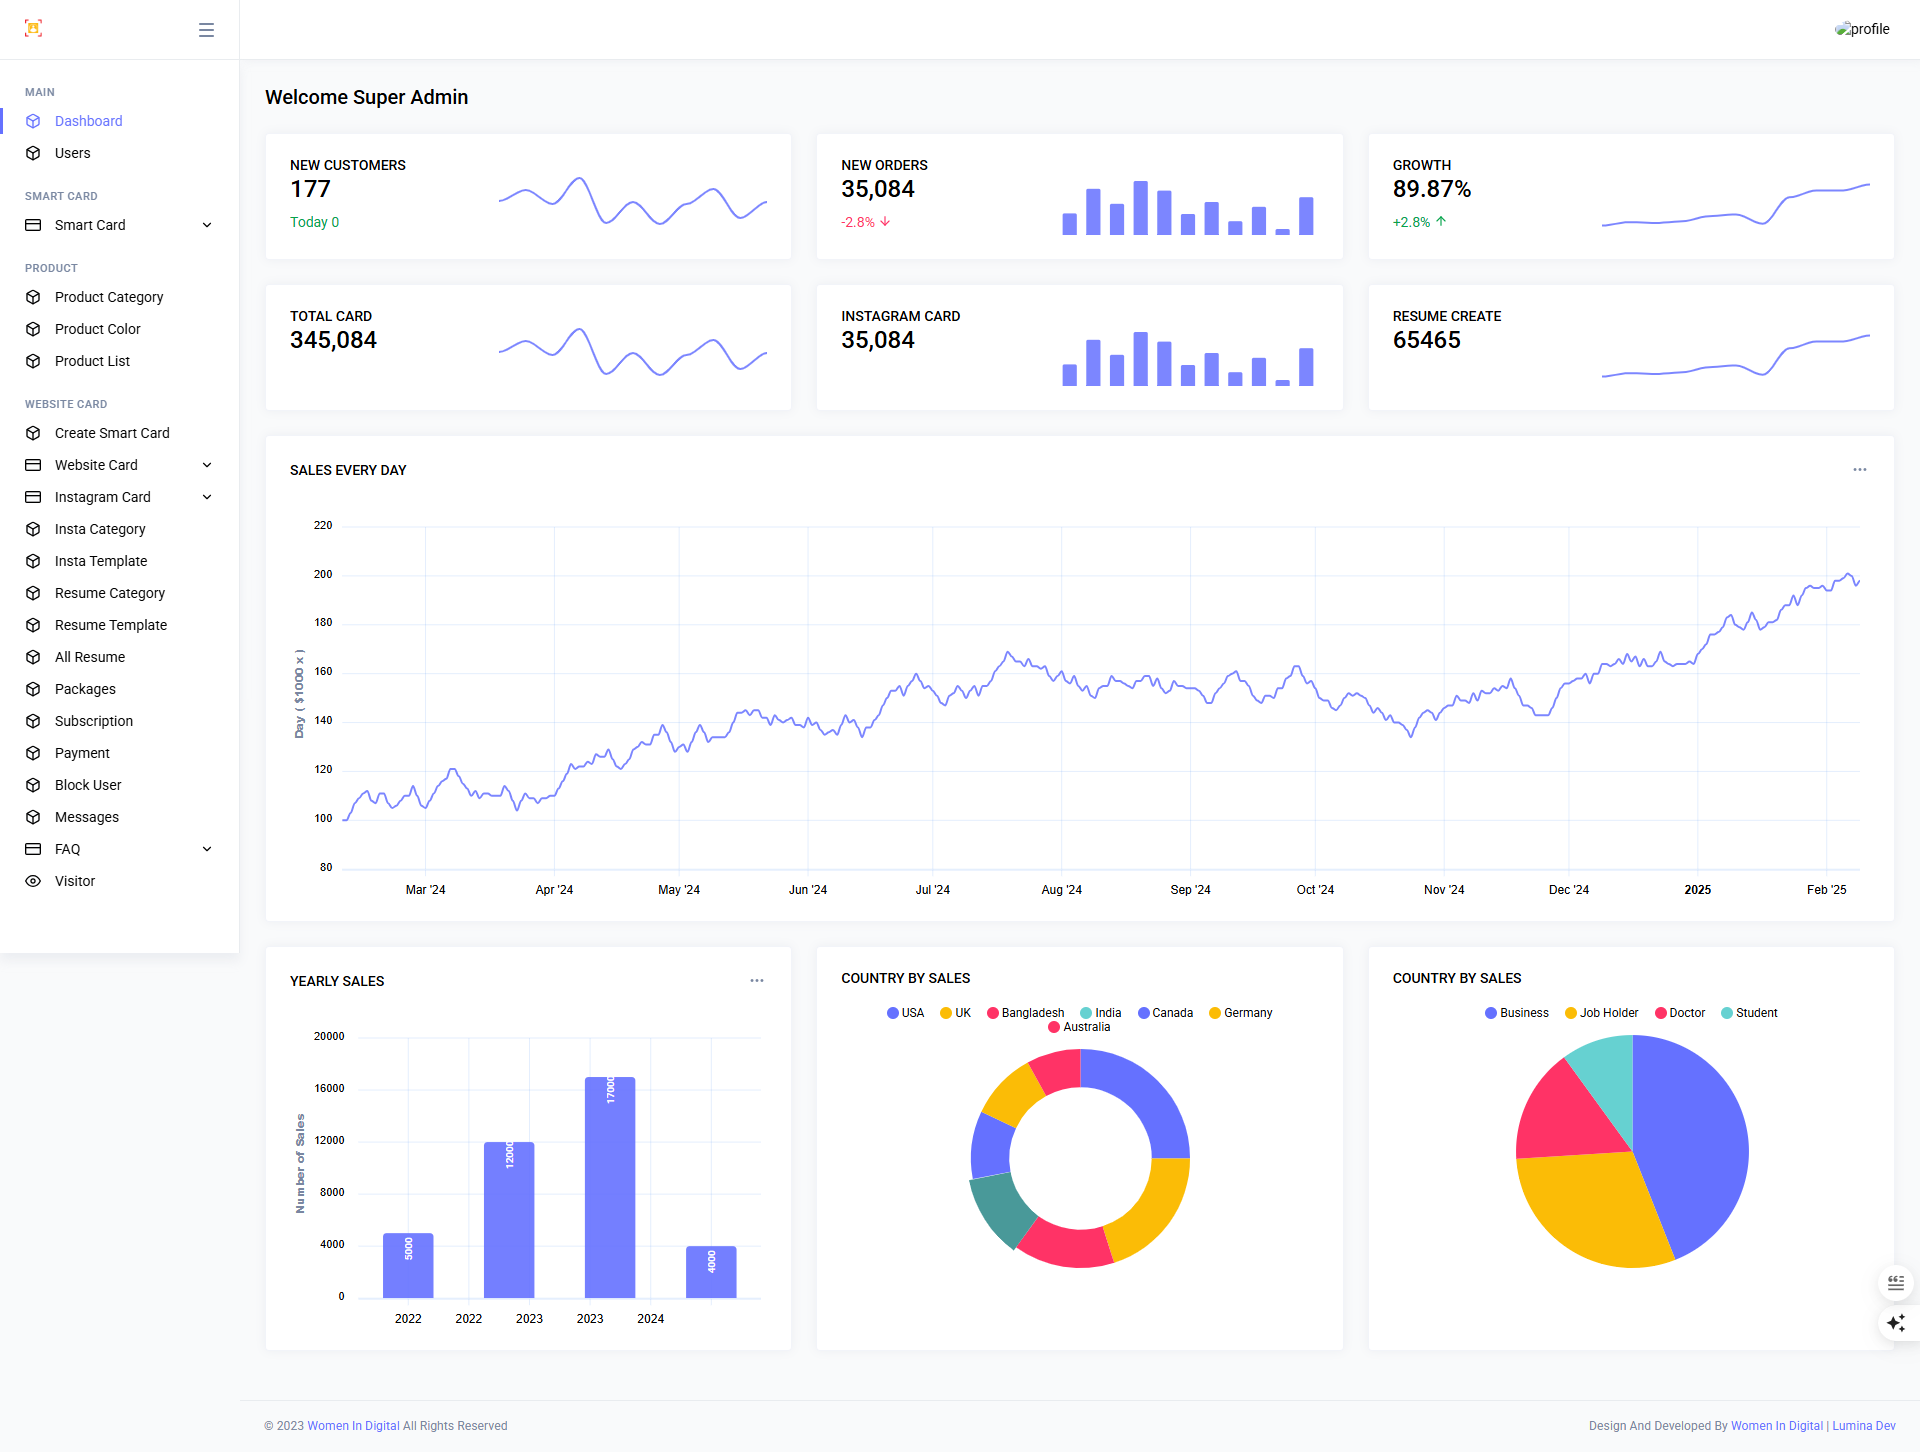 profile
MAIN
Dashboard
Users
SMART CARD
Smart Card
PRODUCT
Product Category
Product Color
Product List
WEBSITE CARD
Create Smart Card
Website Card
Instagram Card
Insta Category
Insta Template
Resume Category
Resume Template
All Resume
Packages
Subscription
Payment
Block User
Messages
FAQ
Visitor
Welcome Super Admin
NEW CUSTOMERS
177
Today 0
NEW ORDERS
35,084
-2.8%
GROWTH
89.87%
+2.8%
TOTAL CARD
345,084
INSTAGRAM CARD
35,084
RESUME CREATE
65465
SALES EVERY DAY
Day ( $1000 x )
220
200
180
160
140
120
100
80
Mar '24 Apr '24 May '24 Jun '24 Jul '24 Aug '24 Sep '24 Oct '24 Nov '24 Dec '24 2025 Feb '25
YEARLY SALES
Number of Sales
20000
16000
12000
8000
4000
0
5000
12000
17000
4000
2022 2022 2023 2023 2024
COUNTRY BY SALES
USA UK Bangladesh India Canada Germany
Australia
COUNTRY BY SALES
Business Job Holder Doctor Student
© 2023 Women In Digital All Rights Reserved
Design And Developed By Women In Digital | Lumina Dev